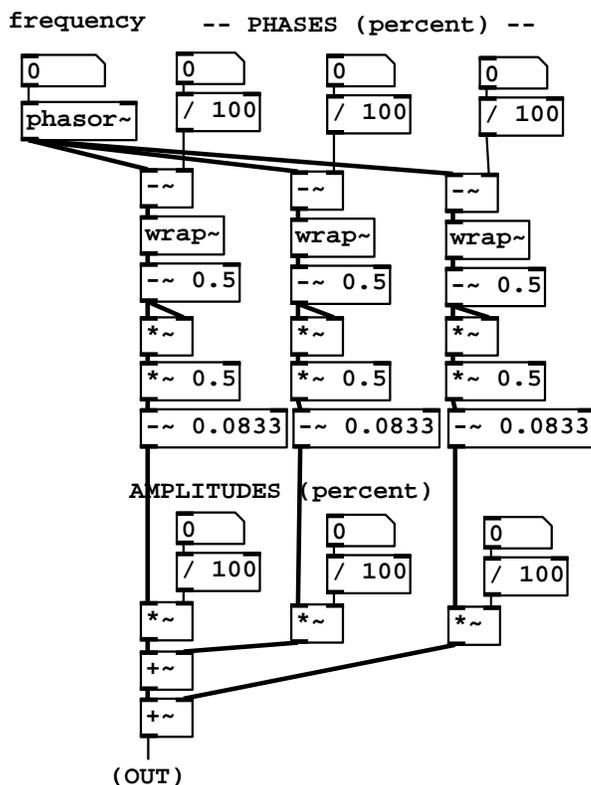 frequency -- PHASES (percent) --
0 0 0 0
phasor~ / 100 / 100 / 100
-~ -~ -~
wrap~ wrap~ wrap~
-~ 0.5 -~ 0.5 -~ 0.5
*~ *~ *~
*~ 0.5 *~ 0.5 *~ 0.5
-~ 0.0833 -~ 0.0833 -~ 0.0833
AMPLITUDES (percent)
0 0 0
/ 100 / 100 / 100
*~ *~ *~
+~
+~
(OUT)